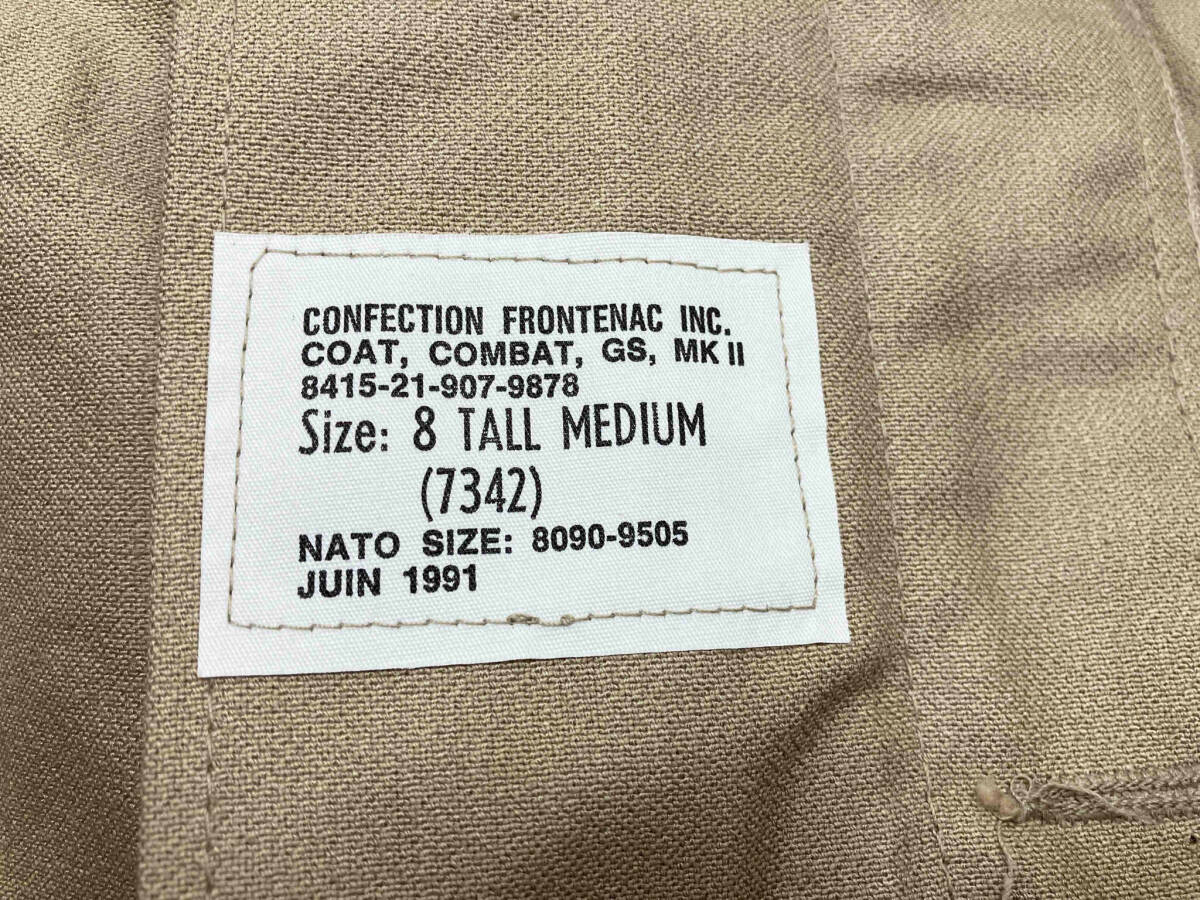 CONFECTION FRONTENAC INC.
COAT, COMBAT, GS, MK II
8415-21-907-9878
Size: 8 TALL MEDIUM
(7342)
NATO SIZE: 8090-9505
JUIN 1991